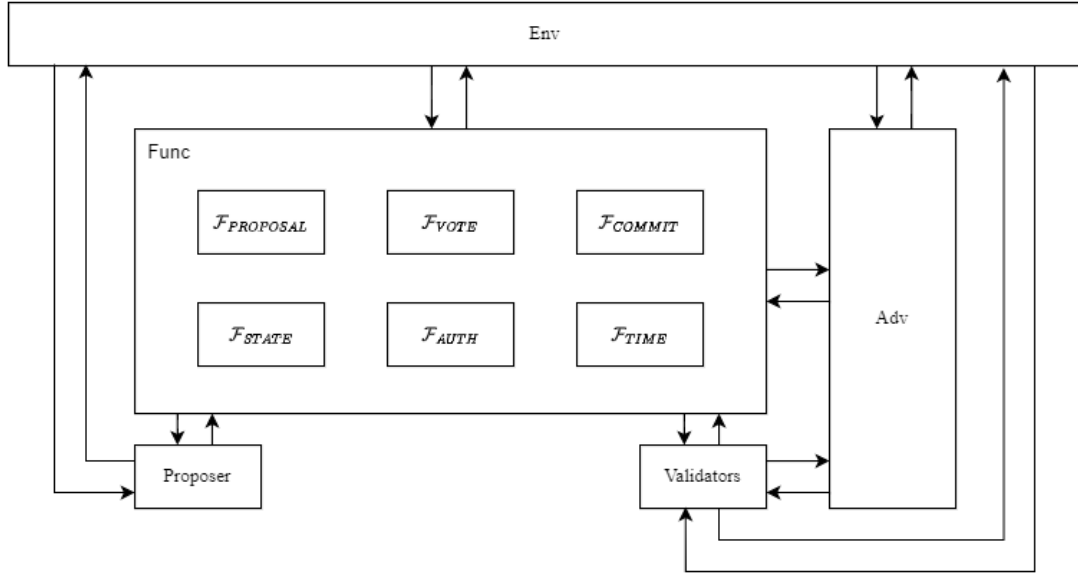 Env
Func
ℱPROPOSAL
ℱVOTE
ℱCOMMIT
ℱSTATE
ℱAUTH
ℱTIME
Adv
Proposer
Validators